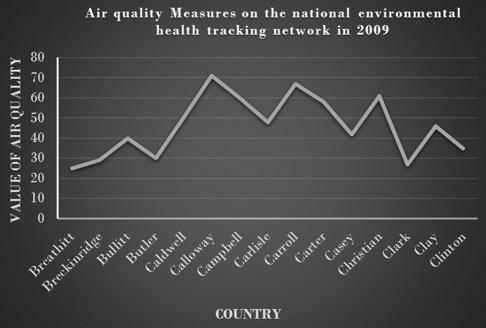 Air quality Measures on the national environmental
health tracking network in 2009
VALUE OF AIR QUALITY
80
70
60
50
40
30
20
10
0
Breathitt
Breckinridge
Bullitt
Butler
Caldwell
Calloway
Campbell
Carlisle
Carroll
Carter
Casey
Christian
Clark
Clay
Clinton
COUNTRY